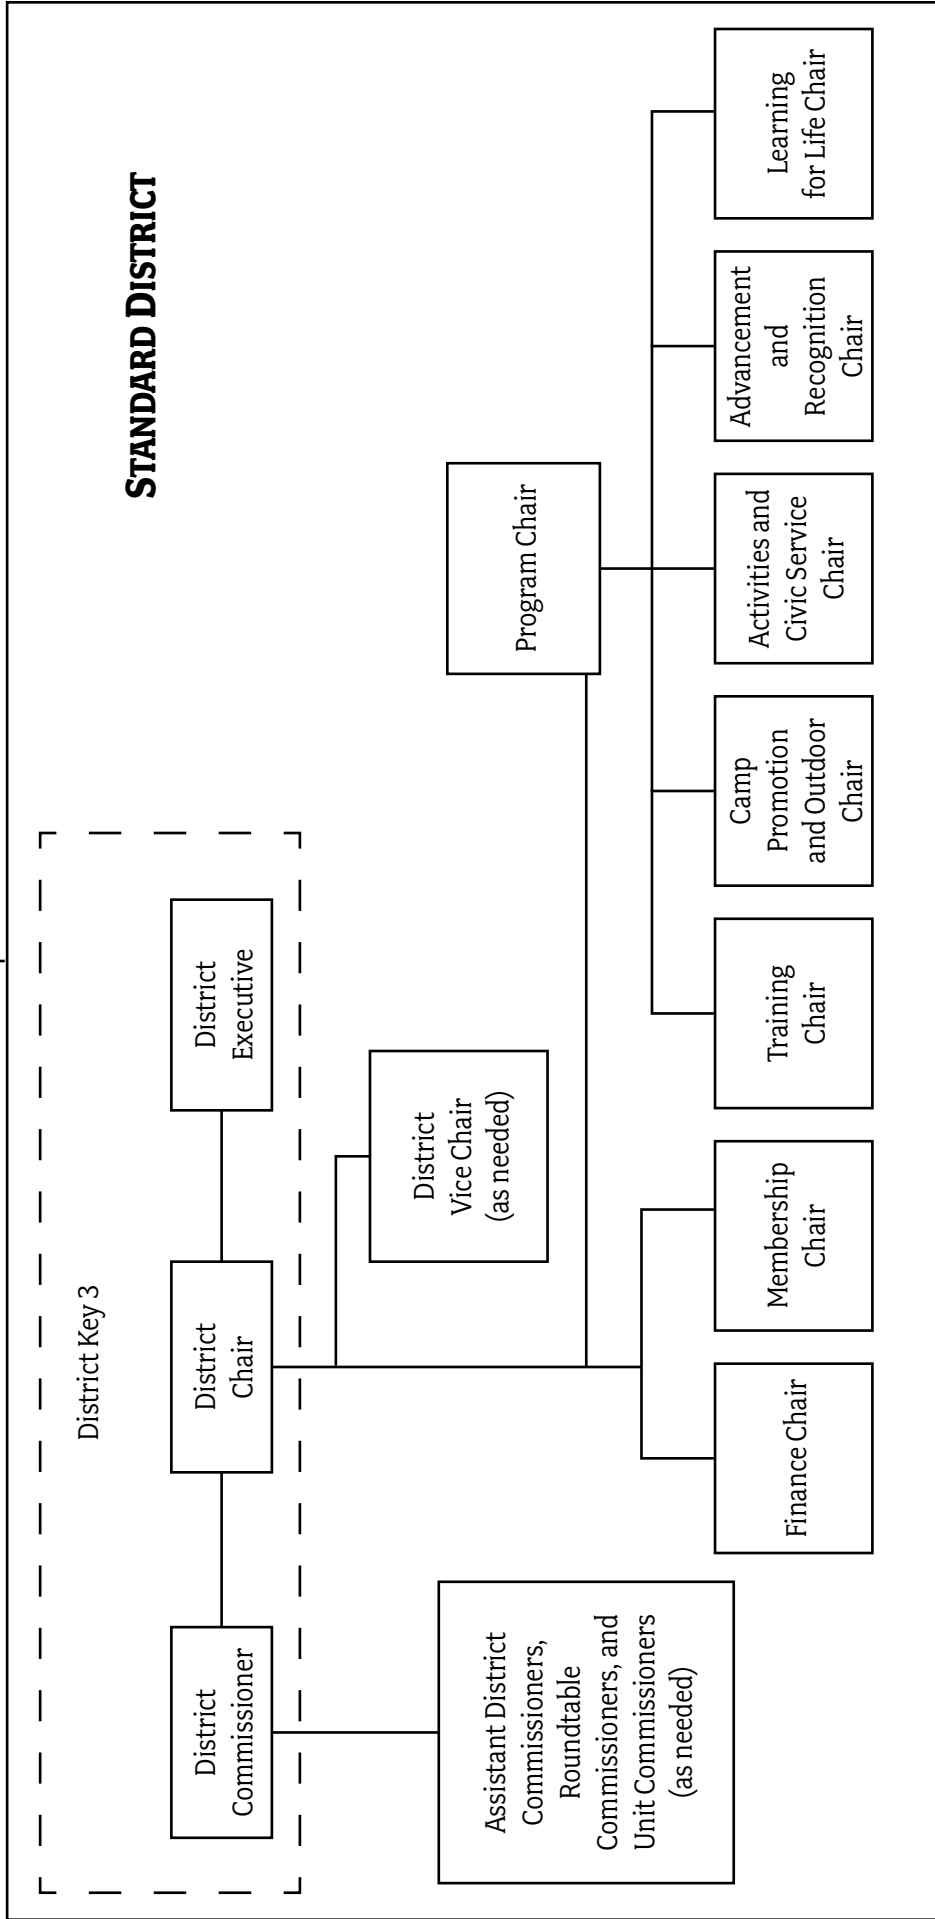 STANDARD DISTRICT
District Key 3
District
Commissioner
District
Chair
District
Executive
District
Vice Chair
(as needed)
Assistant District
Commissioners,
Roundtable
Commissioners, and
Unit Commissioners
(as needed)
Program Chair
Finance Chair
Membership
Chair
Training
Chair
Camp
Promotion
and Outdoor
Chair
Activities and
Civic Service
Chair
Advancement
and
Recognition
Chair
Learning
for Life Chair